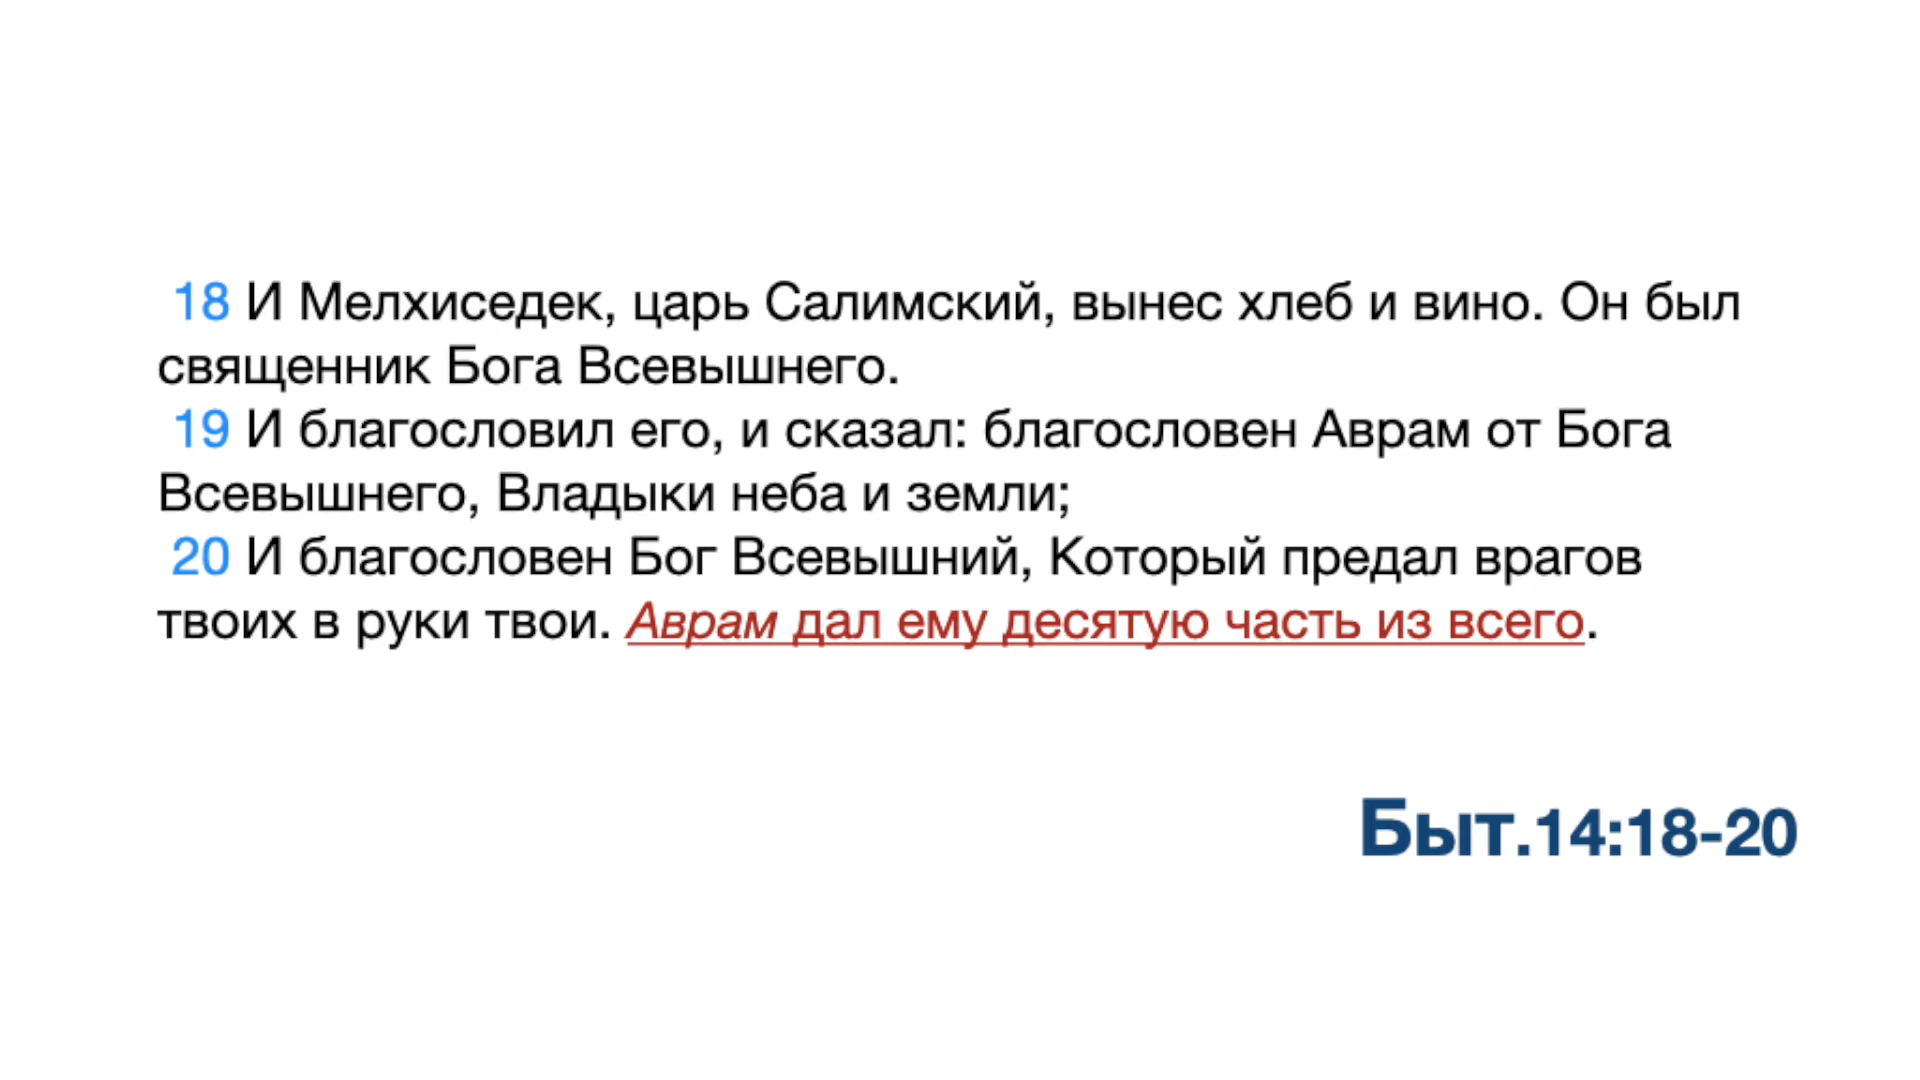 18 И Мелхиседек, царь Салимский, вынес хлеб и вино. Он был
священник Бога Всевышнего.
19 И благословил его, и сказал: благословен Аврам от Бога
Всевышнего, Владыки неба и земли;
20 И благословен Бог Всевышний, Который предал врагов
твоих в руки твои. Аврам дал ему десятую часть из всего.
Быт.14:18-20